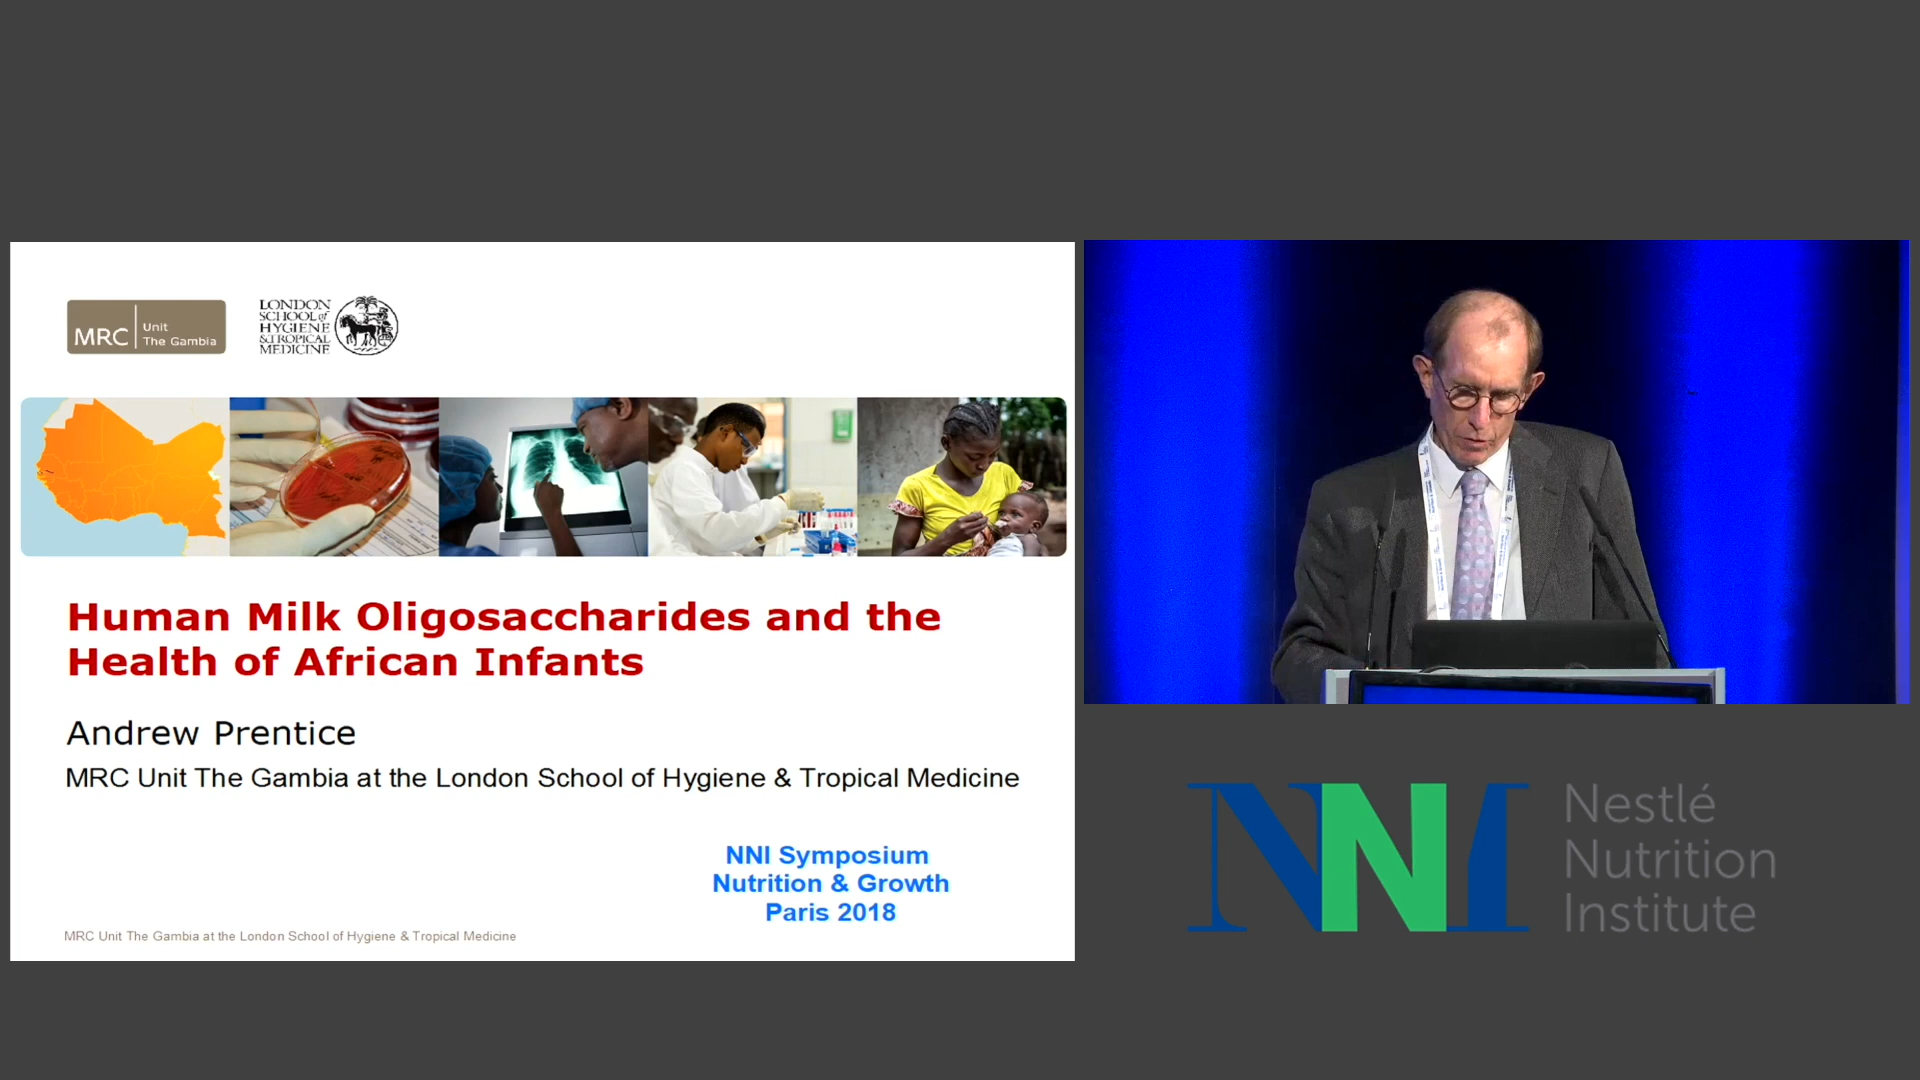 MRC Unit
The Gambia
LONDON
SCHOOL of
HYGIENE
& TROPICAL
MEDICINE
Human Milk Oligosaccharides and the
Health of African Infants
Andrew Prentice
MRC Unit The Gambia at the London School of Hygiene & Tropical Medicine
NNI Symposium
Nutrition & Growth
Paris 2018
MRC Unit The Gambia at the London School of Hygiene & Tropical Medicine
NNI
Nestlé
Nutrition
Institute